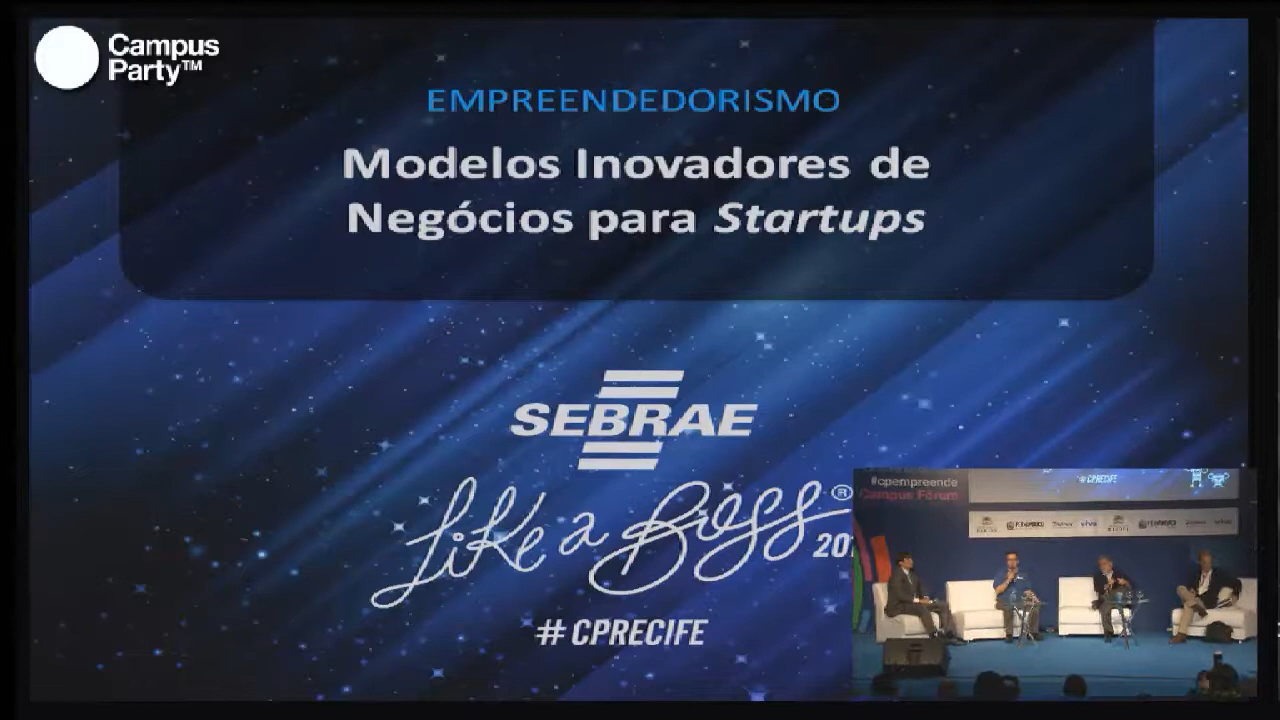 Campus
Party™
EMPREENDEDORISMO
Modelos Inovadores de
Negócios para Startups
SEBRAE
Like a Boss®
#CPRECIFE
#cpempreende
Campus Fórum
#CPRECIFE